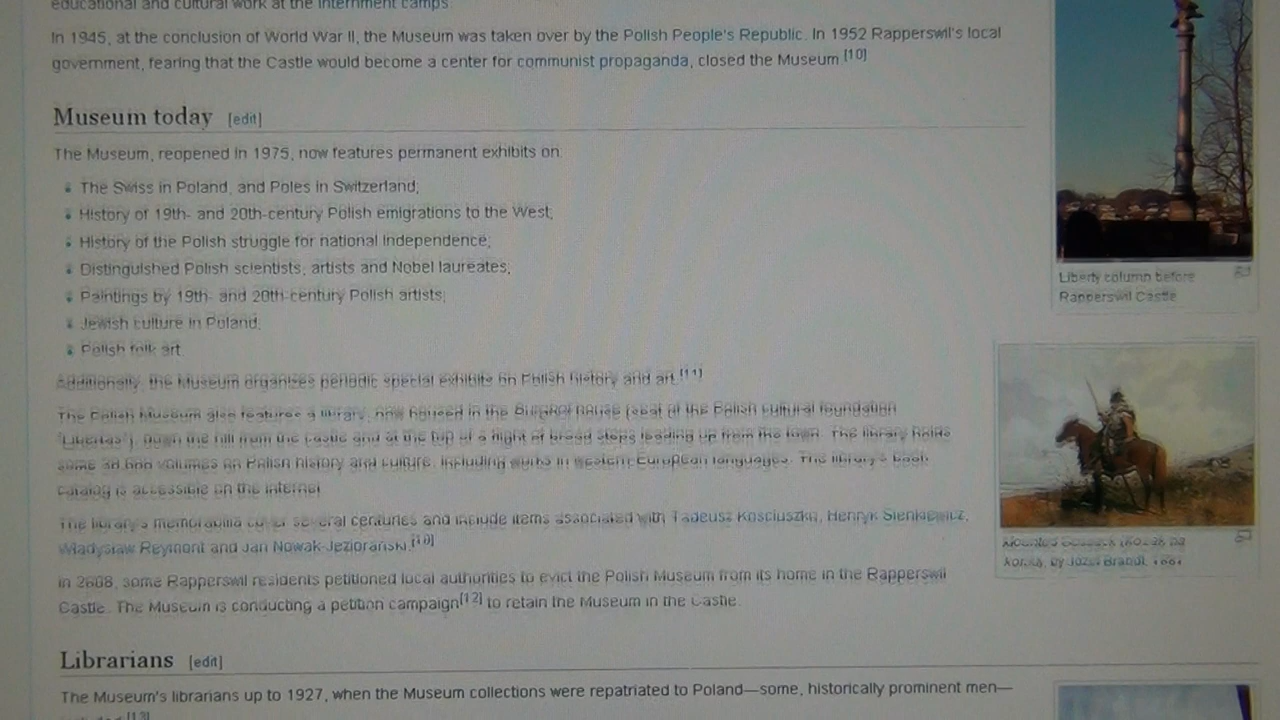 educational and cultural work at the internment camps
In 1945, at the conclusion of World War II, the Museum was taken over by the Polish People's Republic. In 1952 Rapperswil's local
government, fearing that the Castle would become a center for communist propaganda, closed the Museum [10]
Museum today [edit]
The Museum, reopened in 1975, now features permanent exhibits on:
The Swiss in Poland, and Poles in Switzerland;
History of 19th- and 20th-century Polish emigrations to the West;
History of the Polish struggle for national Independence;
Distinguished Polish scientists, artists and Nobel laureates;
Paintings by 19th- and 20th-century Polish artists;
Jewish culture in Poland;
Polish folk art
Additionally, the Museum organizes periodic special exhibits on Polish history and art.[11]
The Polish Museum also features a library, now housed in the Burghof house (seat of the Polish cultural foundation
"Libertas"), down the hill from the castle and at the top of a flight of broad steps leading up from the town. The library holds
some volumes on Polish history and culture, including works in western-European languages. The library's book
catalog is accessible on the internet
The library's memorabilia cover several centuries and include items associated with Tadeusz Kościuszko, Henryk Sienkiewicz,
Władysław Reymont and Jan Nowak-Jeziorański.[10]
In 2008, some Rapperswil residents petitioned local authorities to evict the Polish Museum from its home in the Rapperswil
Castle. The Museum is conducting a petition campaign[12] to retain the Museum in the Castle.
Librarians [edit]
The Museum's librarians up to 1927, when the Museum collections were repatriated to Poland—some, historically prominent men—
[13]
Liberty column before
Rapperswil Castle
by Józef Brandt,